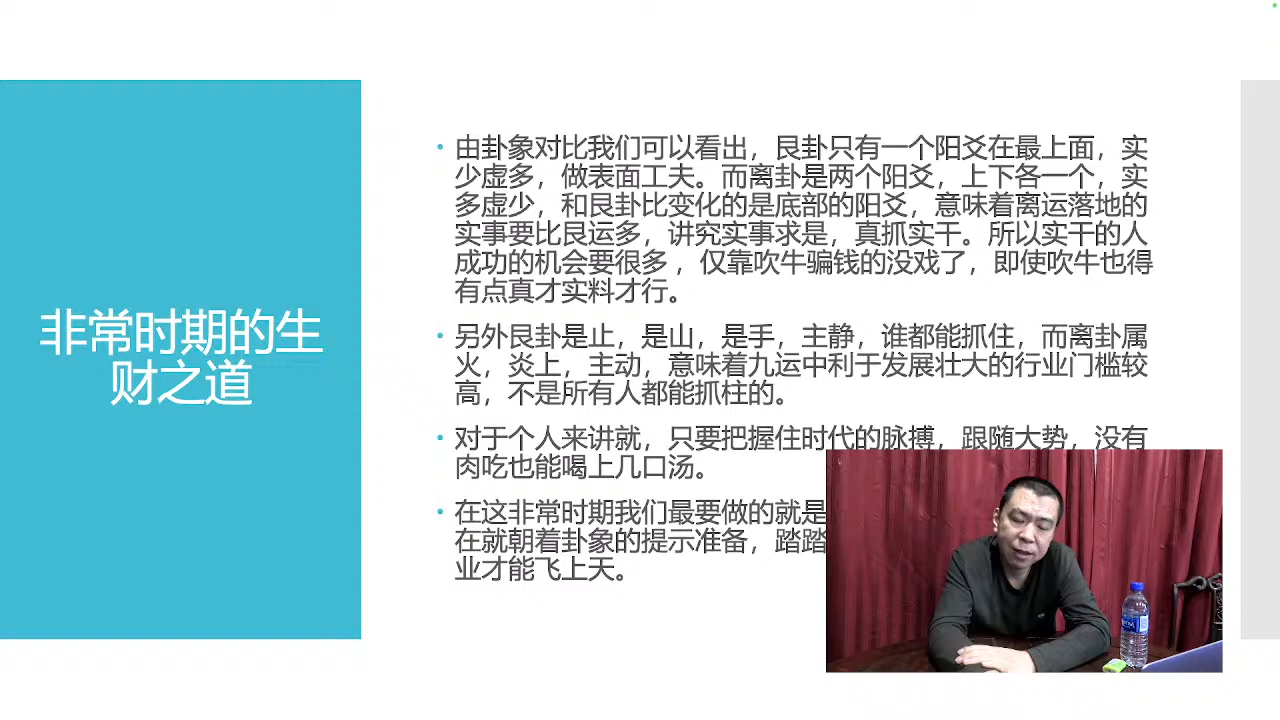 非常时期的生
财之道
由卦象对比我们可以看出，艮卦只有一个阳爻在最上面，实
少虚多，做表面工夫。而离卦是两个阳爻，上下各一个，实
多虚少，和艮卦比变化的是底部的阳爻，意味着离运落地的
实事要比艮运多，讲究实事求是，真抓实干。所以实干的人
成功的机会要很多 ，仅靠吹牛骗钱的没戏了，即使吹牛也得
有点真才实料才行。
另外艮卦是止，是山，是手，主静，谁都能抓住，而离卦属
火，炎上，主动，意味着九运中利于发展壮大的行业门槛较
高，不是所有人都能抓柱的。
对于个人来讲就，只要把握住时代的脉搏，跟随大势，没有
肉吃也能喝上几口汤。
在这非常时期我们最要做的就是
在就朝着卦象的提示准备，踏踏
业才能飞上天。